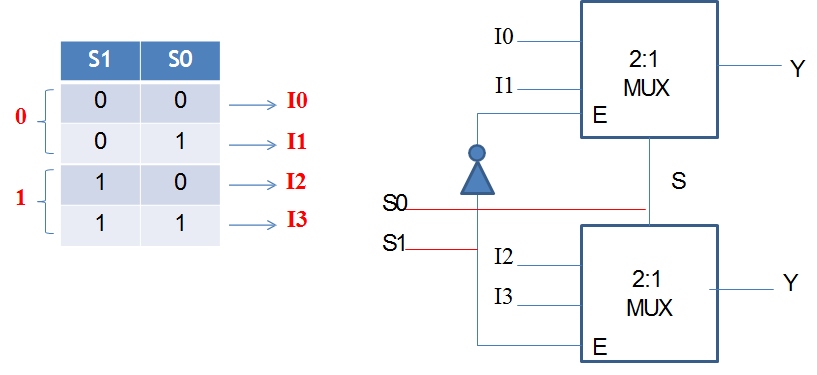 S1 S0
0 0 I0
0 1 I1
0
1 0 I2
1 1 I3
1
I0
I1
2:1
MUX
E
Y
S
S0
S1
I2
I3
2:1
MUX
E
Y